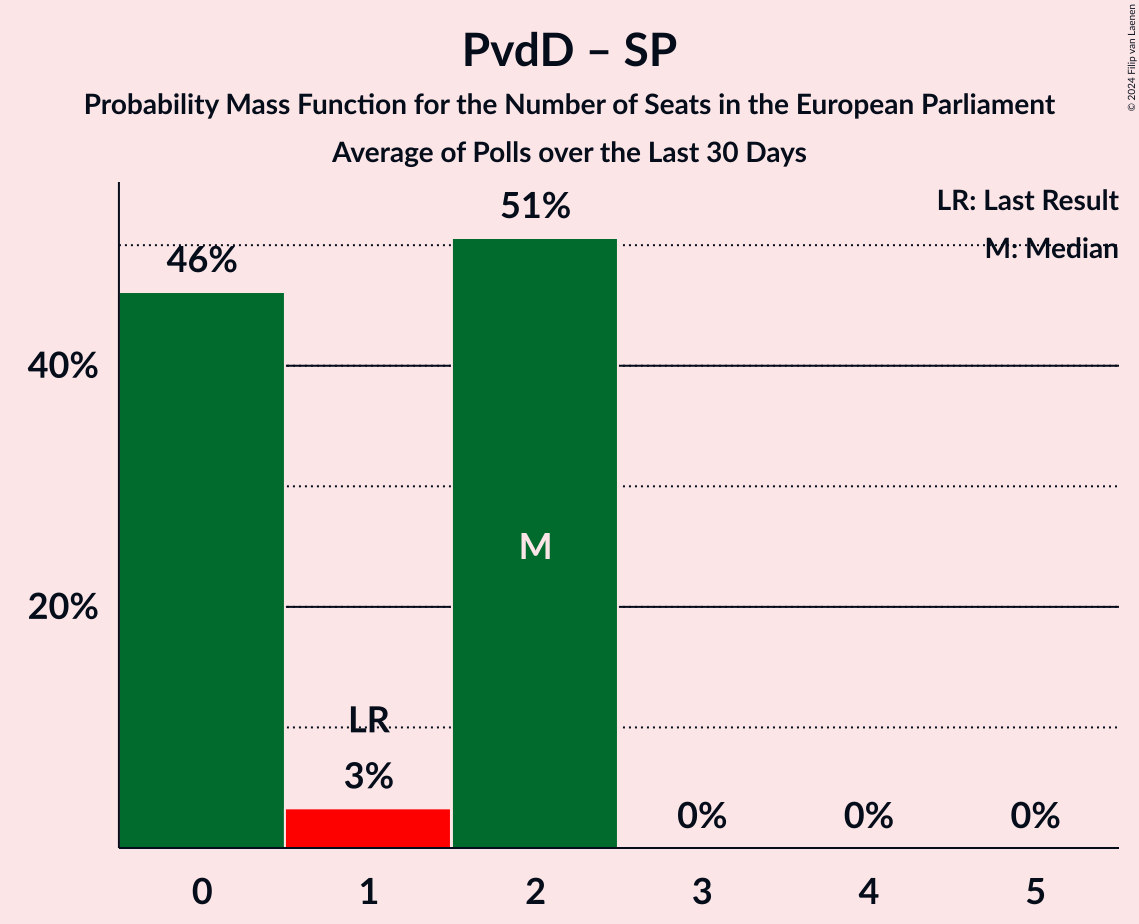 PvdD – SP
Probability Mass Function for the Number of Seats in the European Parliament
Average of Polls over the Last 30 Days
© 2024 Filip van Laenen
LR: Last Result
M: Median
51%
46%
40%
M
20%
LR
3%
0% 0% 0%
0 1 2 3 4 5